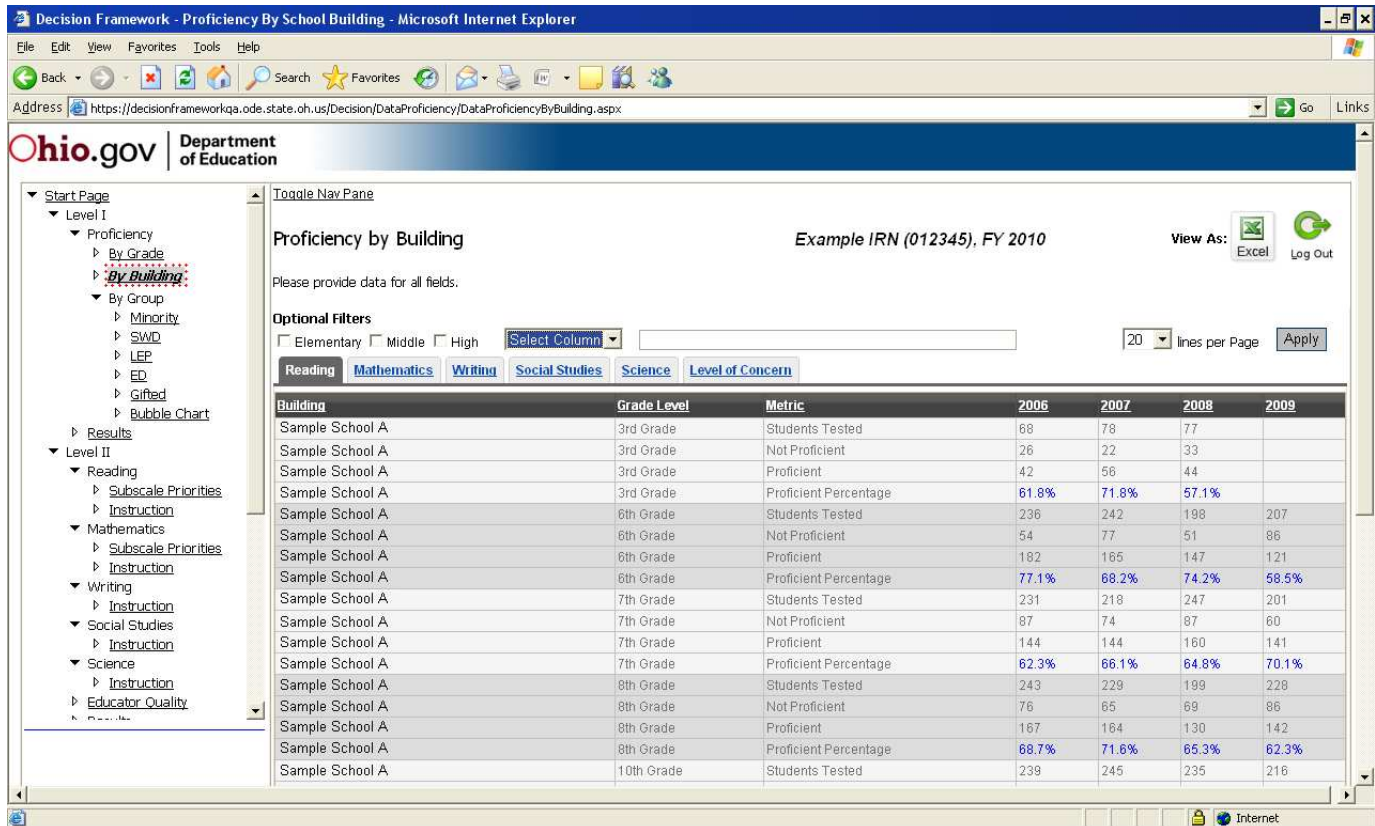 Decision Framework - Proficiency By School Building - Microsoft Internet Explorer
File Edit View Favorites Tools Help
Back Search Favorites
Address https://decisionframeworkqa.ode.state.oh.us/Decision/DataProficiency/DataProficiencyByBuilding.aspx Go Links
Ohio.gov Department of Education
Start Page
Level I
Proficiency
By Grade
By Building
By Group
Minority
SWD
LEP
ED
Gifted
Bubble Chart
Results
Level II
Reading
Subscale Priorities
Instruction
Mathematics
Subscale Priorities
Instruction
Writing
Instruction
Social Studies
Instruction
Science
Instruction
Educator Quality
Results
Toggle Nav Pane
Proficiency by Building Example IRN (012345), FY 2010 View As: Excel Log Out
Please provide data for all fields.
Optional Filters
Elementary Middle High Select Column 20 lines per Page Apply
Reading Mathematics Writing Social Studies Science Level of Concern
Building Grade Level Metric 2006 2007 2008 2009
Sample School A 3rd Grade Students Tested 68 78 77
Sample School A 3rd Grade Not Proficient 26 22 33
Sample School A 3rd Grade Proficient 42 56 44
Sample School A 3rd Grade Proficient Percentage 61.8% 71.8% 57.1%
Sample School A 6th Grade Students Tested 236 242 198 207
Sample School A 6th Grade Not Proficient 54 77 51 86
Sample School A 6th Grade Proficient 182 165 147 121
Sample School A 6th Grade Proficient Percentage 77.1% 68.2% 74.2% 58.5%
Sample School A 7th Grade Students Tested 231 218 247 201
Sample School A 7th Grade Not Proficient 87 74 87 60
Sample School A 7th Grade Proficient 144 144 160 141
Sample School A 7th Grade Proficient Percentage 62.3% 66.1% 64.8% 70.1%
Sample School A 8th Grade Students Tested 243 229 199 228
Sample School A 8th Grade Not Proficient 76 65 69 86
Sample School A 8th Grade Proficient 167 164 130 142
Sample School A 8th Grade Proficient Percentage 68.7% 71.6% 65.3% 62.3%
Sample School A 10th Grade Students Tested 239 245 235 216
Internet